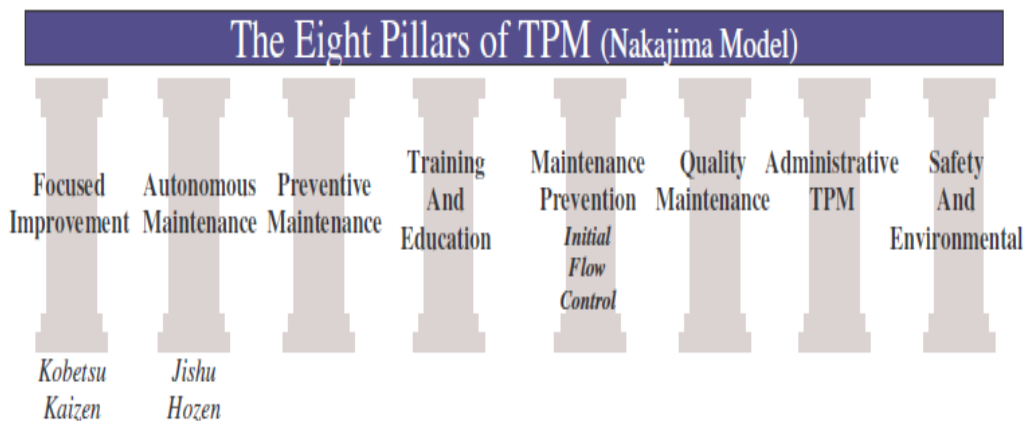 The Eight Pillars of TPM (Nakajima Model)
Focused
Improvement
Kobetsu
Kaizen
Autonomous
Maintenance
Jishu
Hozen
Preventive
Maintenance
Training
And
Education
Maintenance
Prevention
Initial
Flow
Control
Quality
Maintenance
Administrative
TPM
Safety
And
Environmental